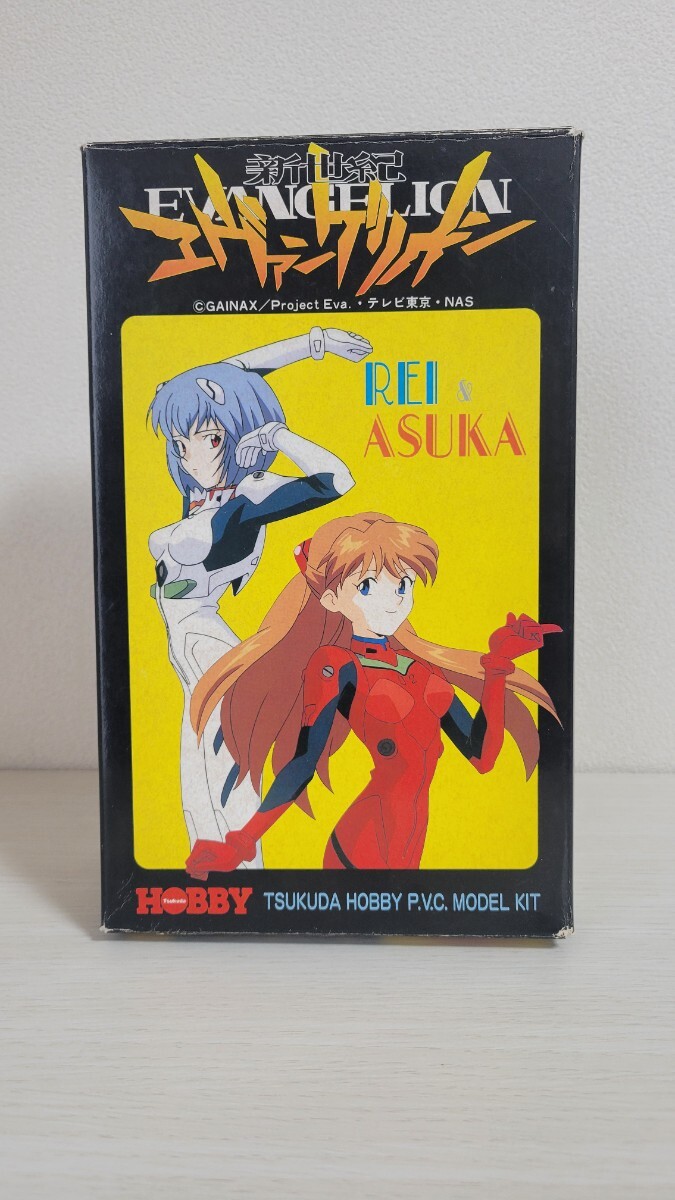 新世紀
EVANGELION
エヴァンゲリオン
©GAINAX/Project Eva.・テレビ東京・NAS
REI &
ASUKA
HOBBY
Tsukuda
TSUKUDA HOBBY P.V.C. MODEL KIT